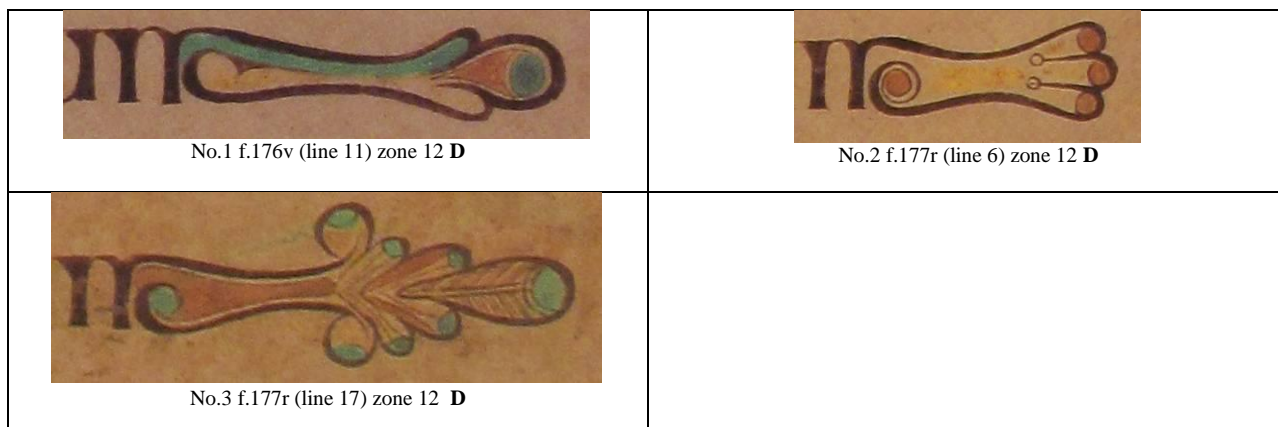 No.1 f.176v (line 11) zone 12 D
No.2 f.177r (line 6) zone 12 D
No.3 f.177r (line 17) zone 12 D